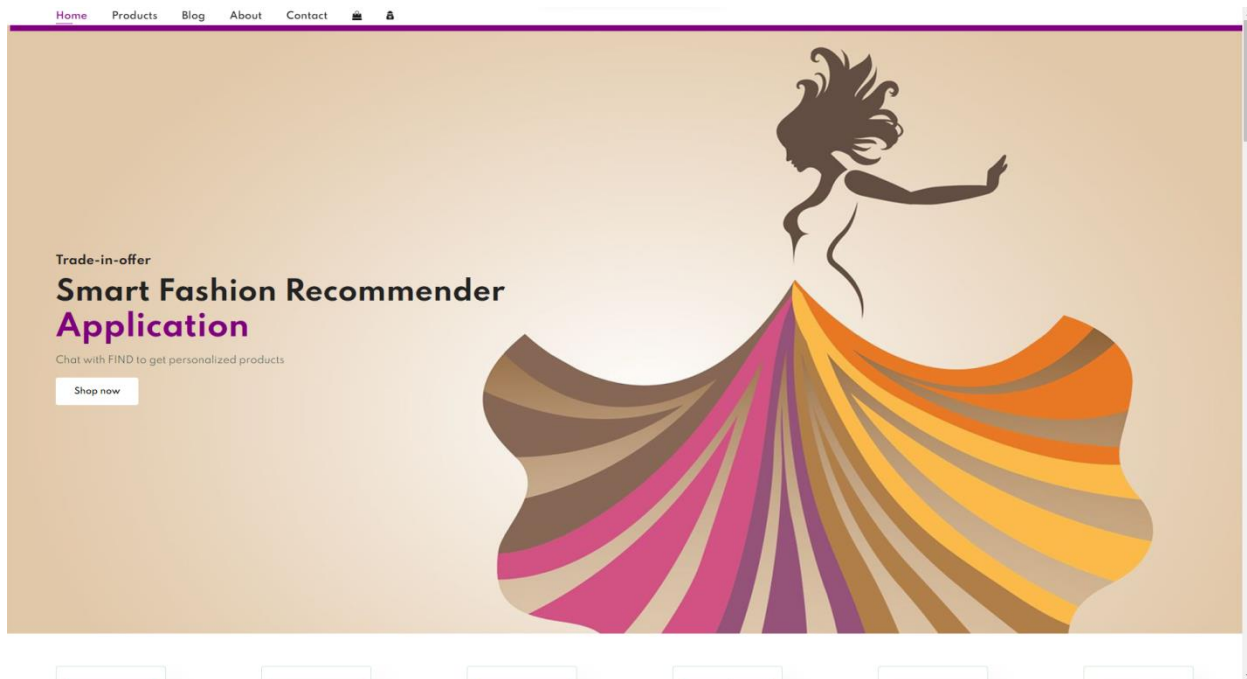 Home Products Blog About Contact
Trade-in-offer
Smart Fashion Recommender
Application
Chat with FIND to get personalized products
Shop now